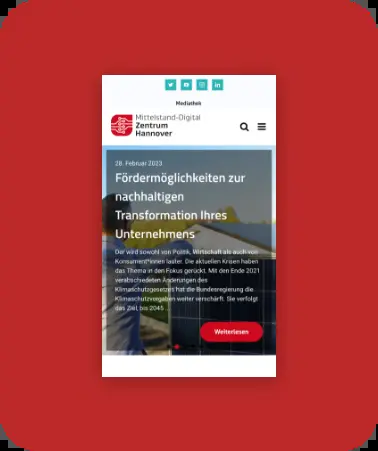 Mediathek
Mittelstand-Digital
Zentrum
Hannover
28. Februar 2023
Fördermöglichkeiten zur
nachhaltigen
Transformation Ihres
Unternehmens
Der wird sowohl von Politik, Wirtschaft als auch von
Konsument*innen lauter. Die aktuellen Krisen haben
das Thema in den Fokus gerückt. Mit den Ende 2021
verabschiedeten Änderungen des
Klimaschutzgesetzes hat die Bundesregierung die
Klimaschutzvorgaben weiter verschärft. Sie verfolgt
das Ziel, bis 2045 ...
Weiterlesen